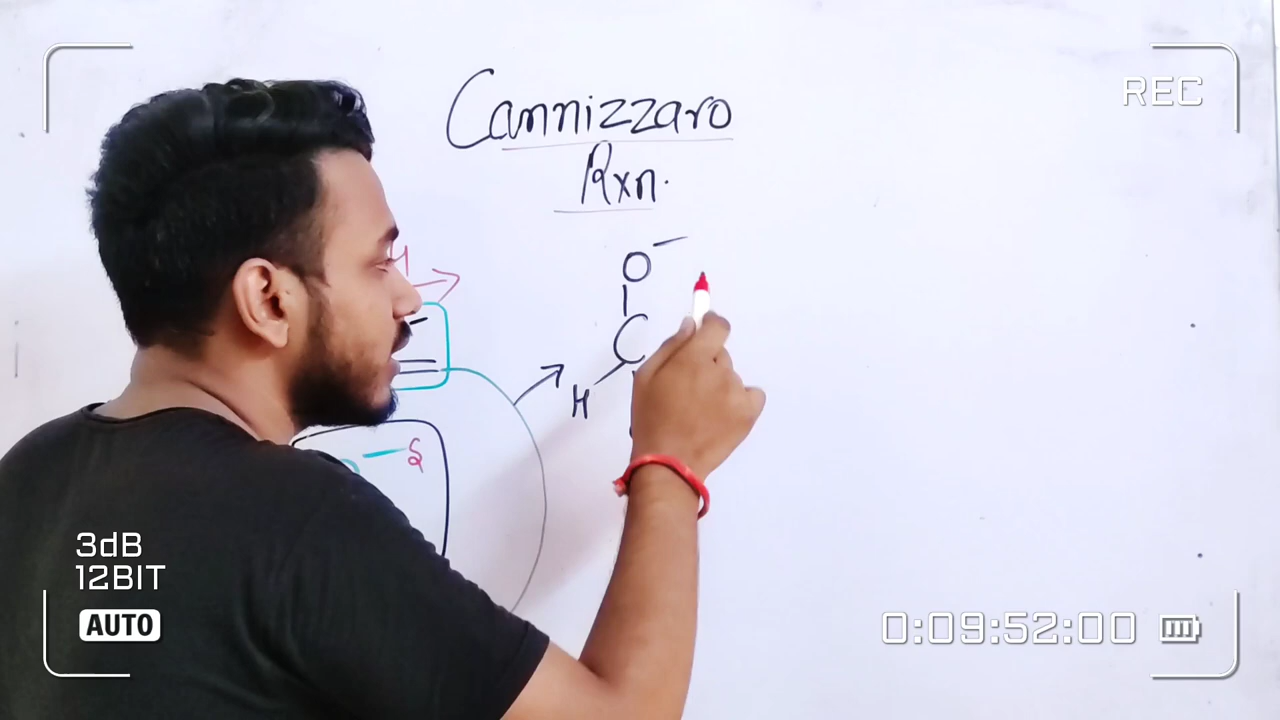 Cannizzaro
REC
Rxn.
O –
C
H
3dB
12BIT
AUTO
0:09:52:00